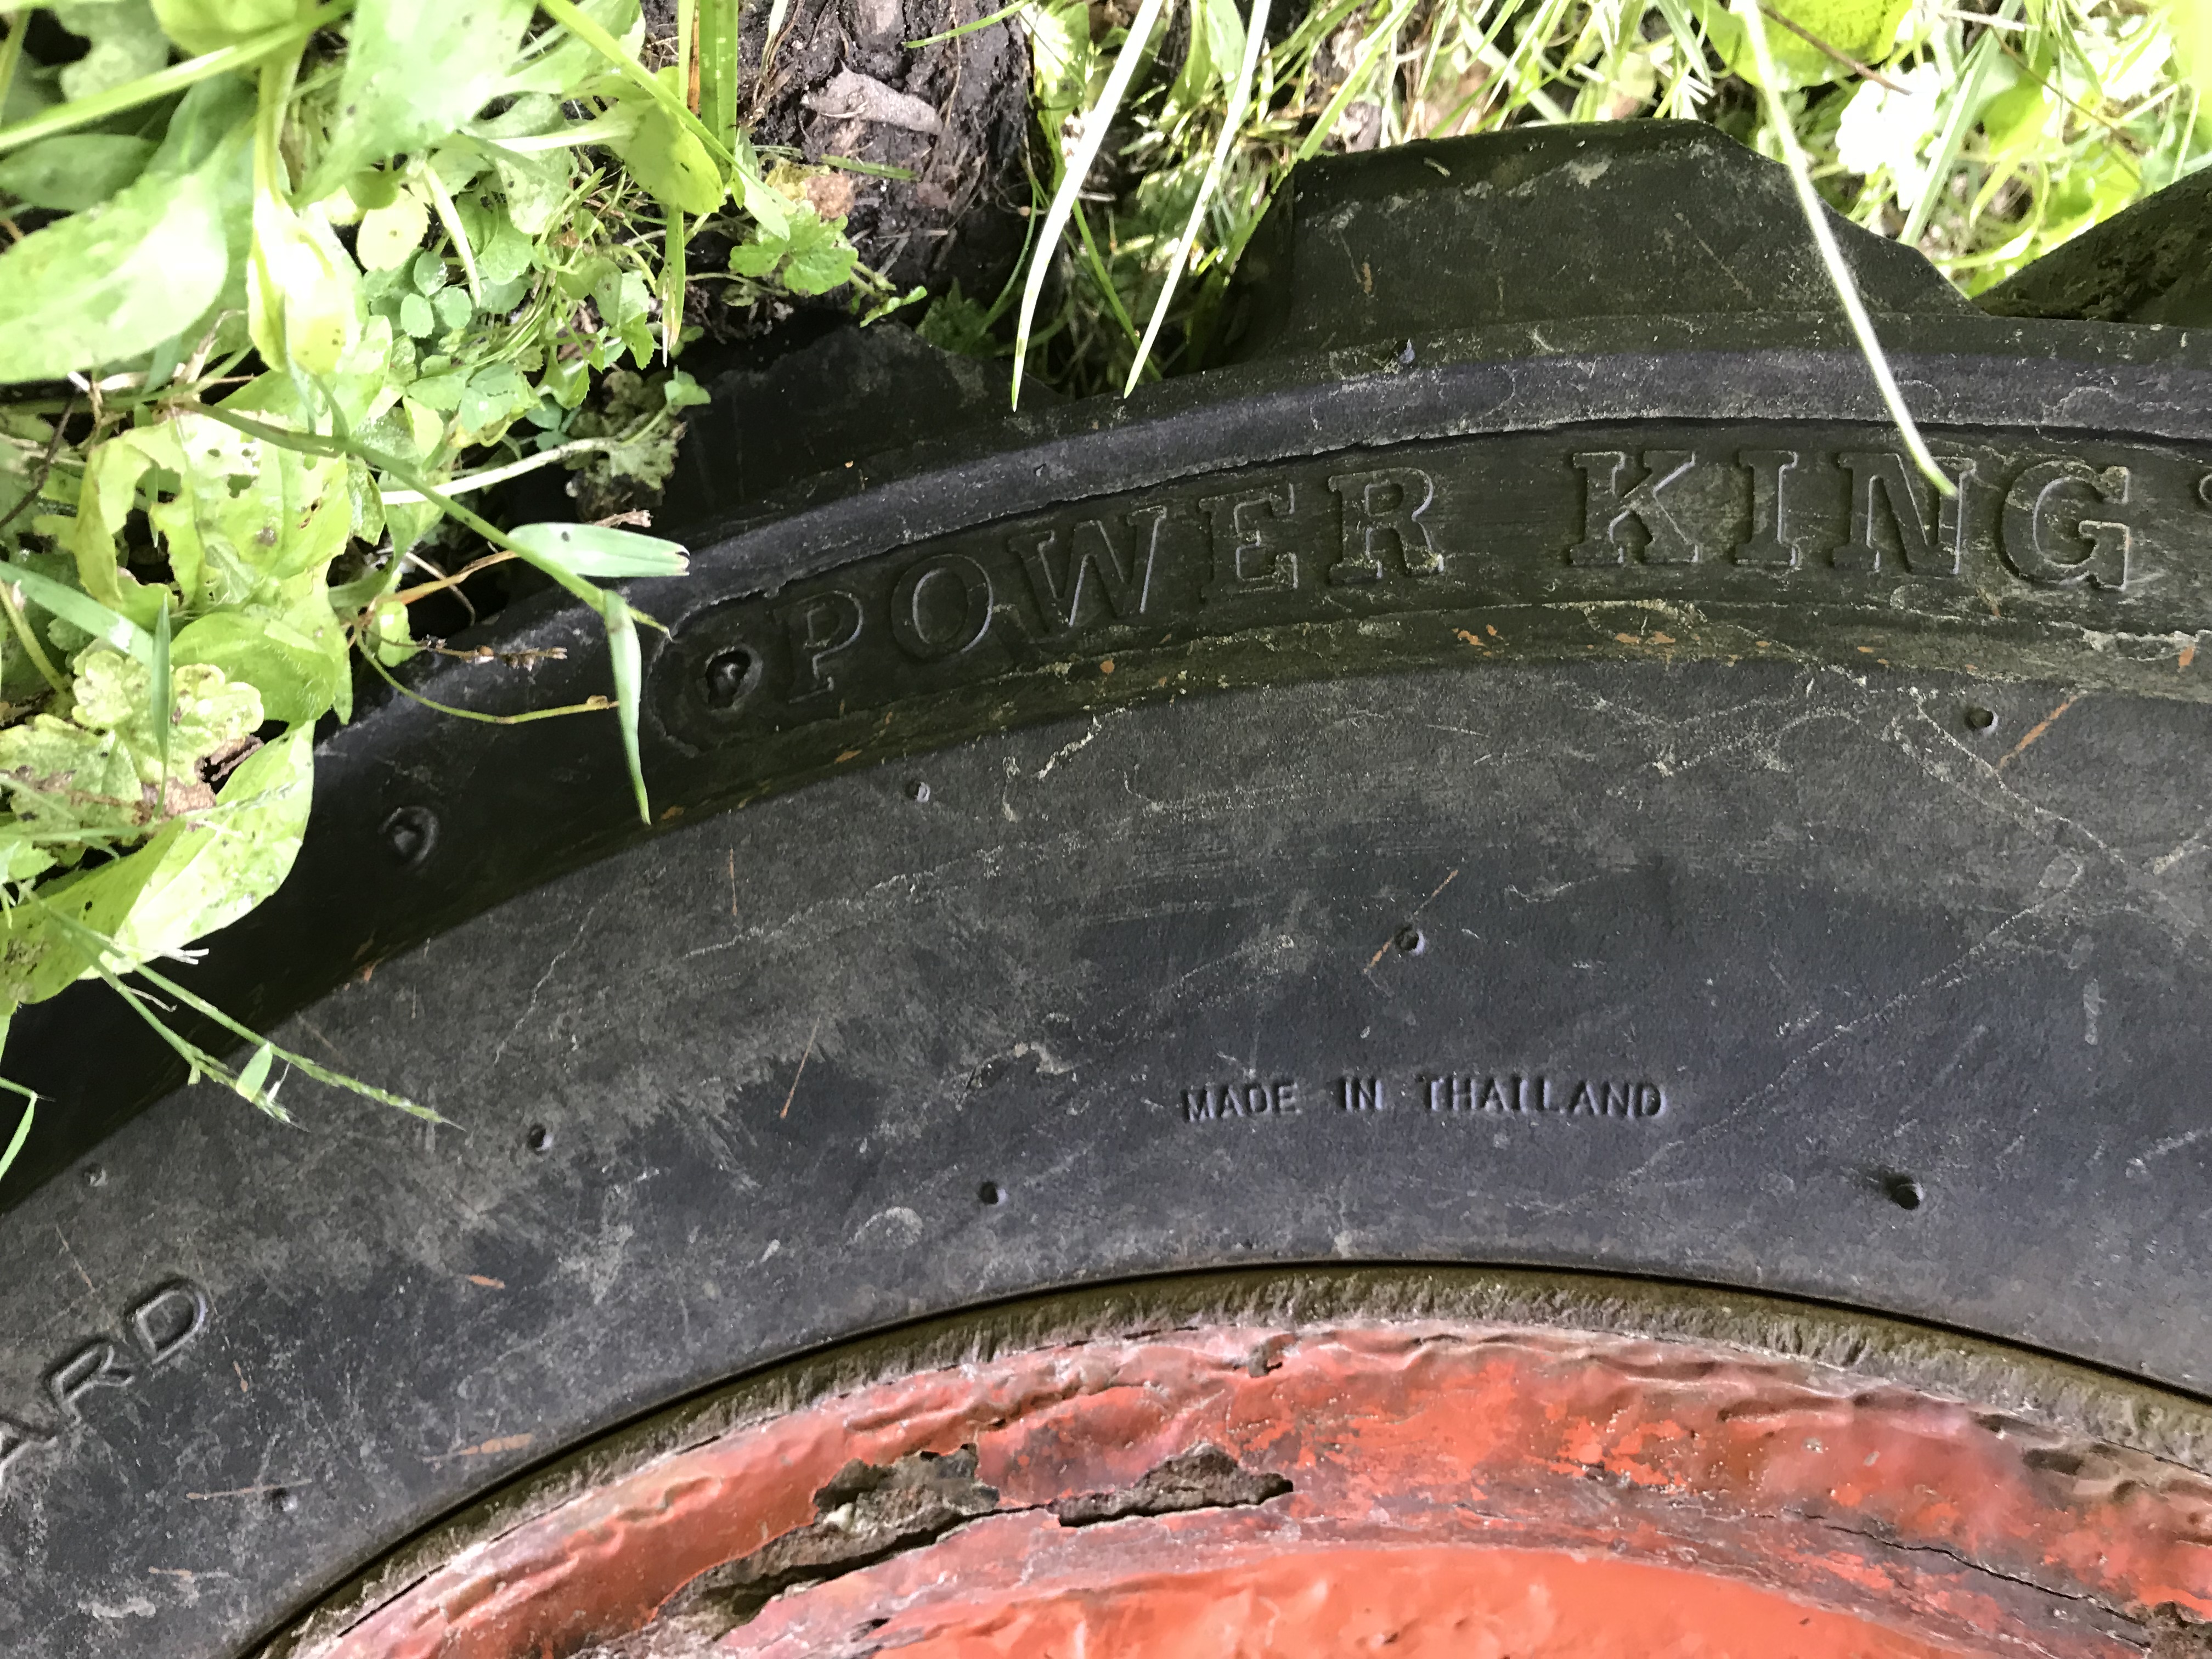 POWER KING
MADE IN THAILAND